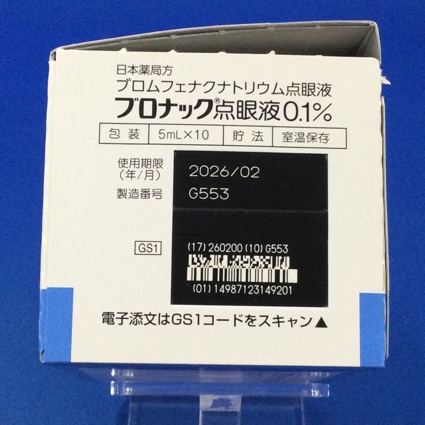 日本薬局方
ブロムフェナクナトリウム点眼液
ブロナック®点眼液0.1%
包装 5mL×10 貯法 室温保存
使用期限 2026/02
(年/月)
製造番号 G553
GS1 (17)260200(10)G553
(01)14987123149201
電子添文はGS1コードをスキャン▲